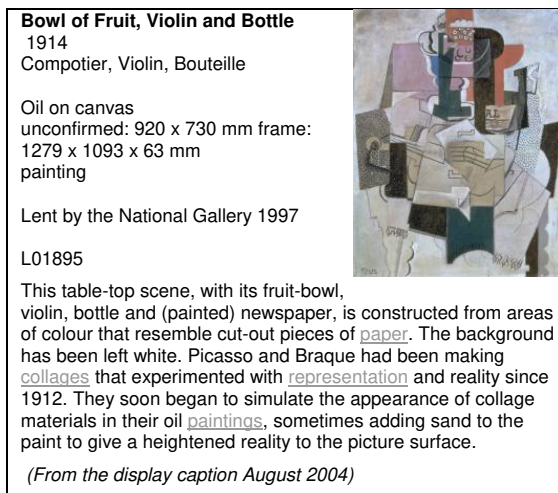 Bowl of Fruit, Violin and Bottle
1914
Compotier, Violin, Bouteille
Oil on canvas
unconfirmed: 920 x 730 mm frame:
1279 x 1093 x 63 mm
painting
Lent by the National Gallery 1997
L01895
This table-top scene, with its fruit-bowl,
violin, bottle and (painted) newspaper, is constructed from areas
of colour that resemble cut-out pieces of paper. The background
has been left white. Picasso and Braque had been making
collages that experimented with representation and reality since
1912. They soon began to simulate the appearance of collage
materials in their oil paintings, sometimes adding sand to the
paint to give a heightened reality to the picture surface.
(From the display caption August 2004)